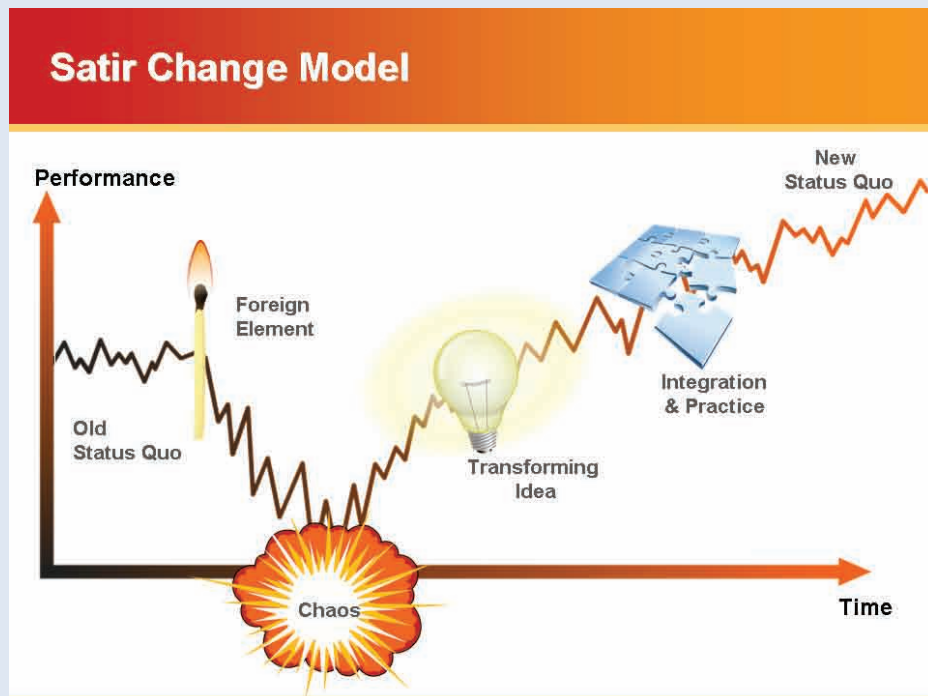 Satir Change Model
Performance
New
Status Quo
Foreign
Element
Old
Status Quo
Integration
& Practice
Transforming
Idea
Chaos
Time